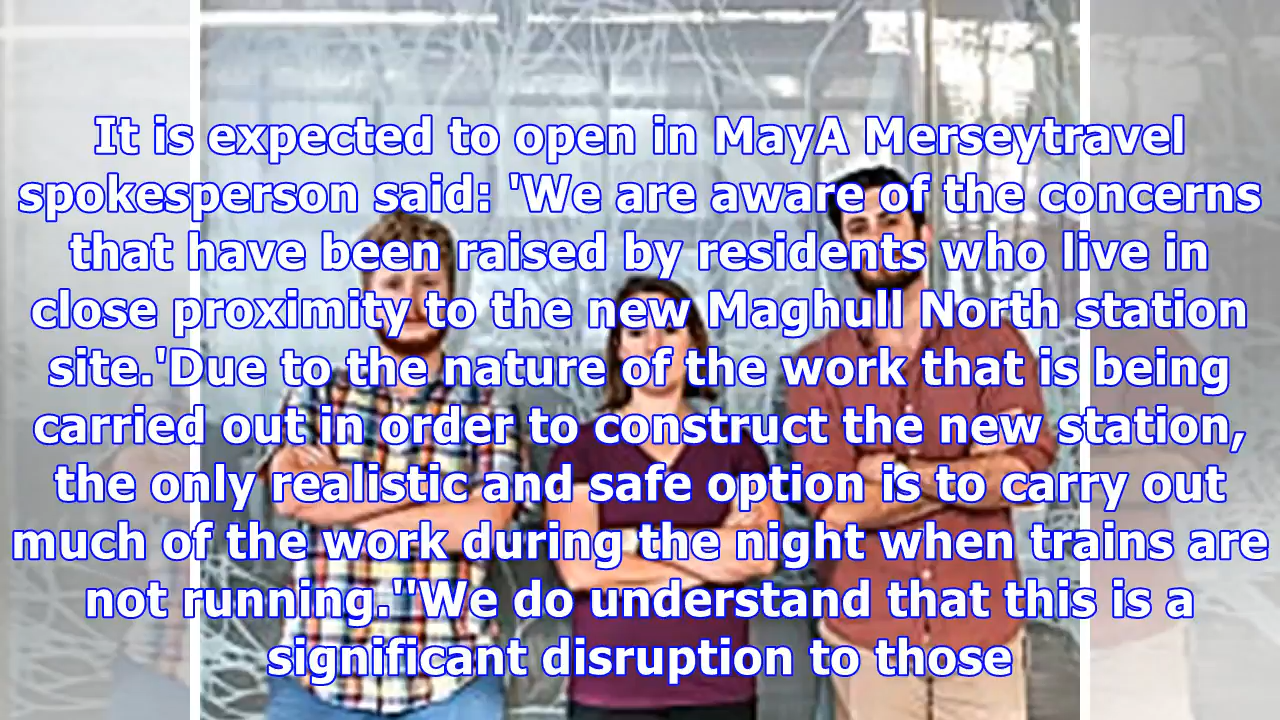 It is expected to open in MayA Merseytravel
spokesperson said: 'We are aware of the concerns
that have been raised by residents who live in
close proximity to the new Maghull North station
site.'Due to the nature of the work that is being
carried out in order to construct the new station,
the only realistic and safe option is to carry out
much of the work during the night when trains are
not running.''We do understand that this is a
significant disruption to those